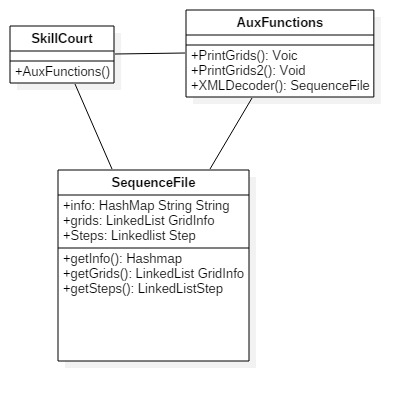 SkillCourt
+AuxFunctions()
AuxFunctions
+PrintGrids(): Voic
+PrintGrids2(): Void
+XMLDecoder(): SequenceFile
SequenceFile
+info: HashMap String String
+grids: LinkedList GridInfo
+Steps: Linkedlist Step
+getInfo(): Hashmap
+getGrids(): LinkedList GridInfo
+getSteps(): LinkedListStep